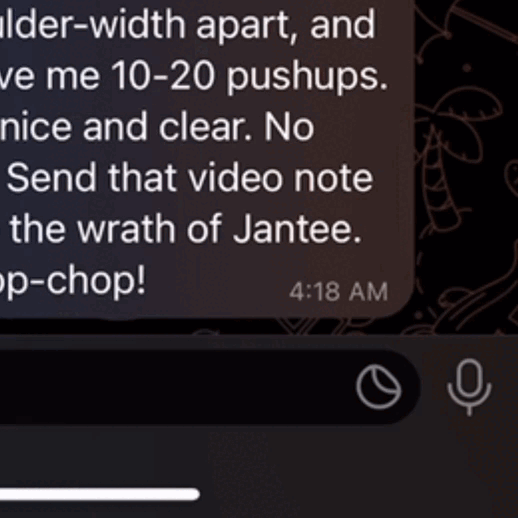 ulder-width apart, and
ve me 10-20 pushups.
nice and clear. No
Send that video note
the wrath of Jantee.
op-chop!
4:18 AM